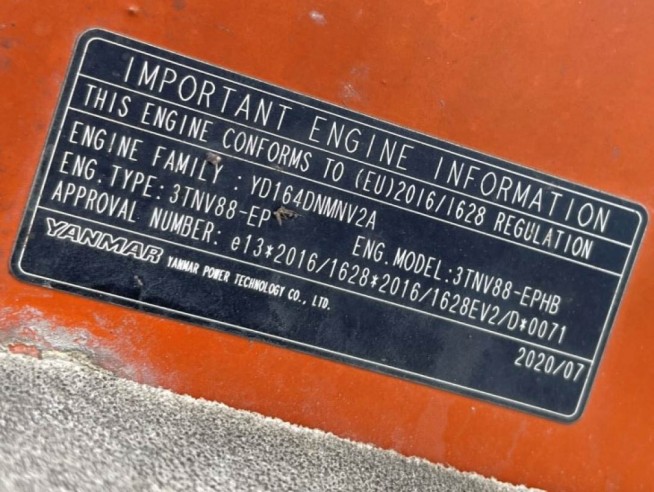 IMPORTANT ENGINE INFORMATION
THIS ENGINE CONFORMS TO (EU)2016/1628 REGULATION
ENGINE FAMILY : YD164DNMNV2A
ENG.TYPE:3TNV88-EP ENG.MODEL:3TNV88-EPHB
APPROVAL NUMBER: e13*2016/1628*2016/1628EV2/D*0071
YANMAR YANMAR POWER TECHNOLOGY CO., LTD. 2020/07